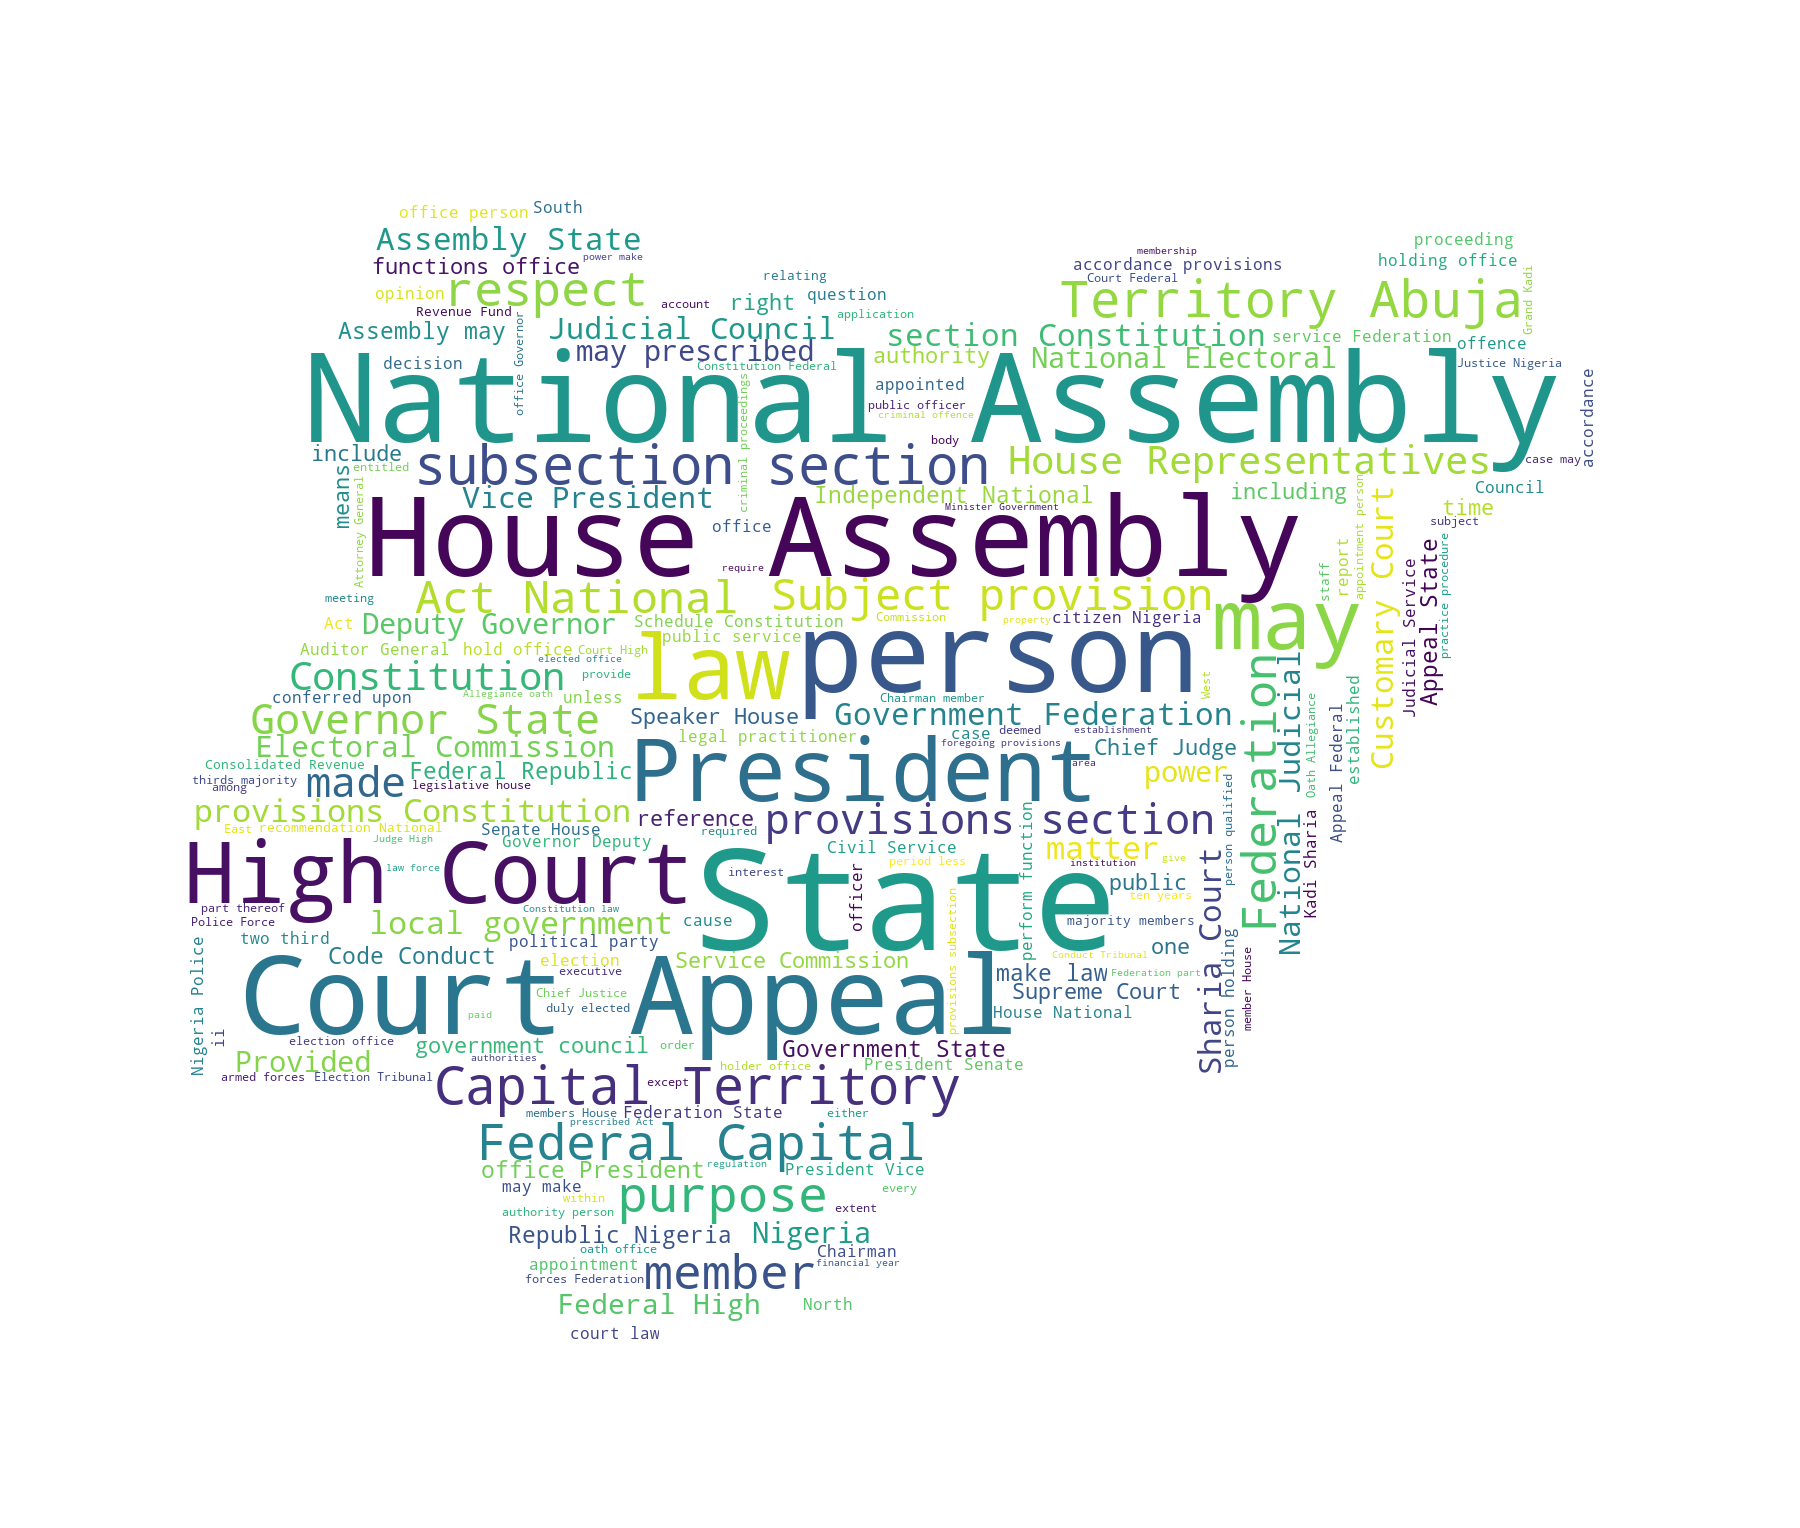 office person
South
Assembly State
functions office
power make
respect
opinion
Revenue Fund
account
relating
right
question
application
membership
accordance provisions
Court Federal
proceeding
holding office
Territory Abuja
Grand Kadi
Assembly may
office Governor
Judicial Council
section Constitution
service Federation
offence
decision
may prescribed
Constitution Federal
authority
National Electoral
Justice Nigeria
National Assembly
appointed
public officer
criminal offence
criminal proceedings
accordance
include
means
entitled
Attorney General
subsection section
body
House Representatives
case may
Vice President
office
Independent National
Minister Government
including
appointment person
Customary Court
Council
time
subject
House Assembly
require
report
staff
Judicial Service
Appeal State
practice procedure
meeting
Act National
Subject provision
may
Act
Deputy Governor
Schedule Constitution
Commission
property
citizen Nigeria
Auditor General
hold office
Court High
public service
elected office
law
person
Constitution
provide
conferred upon
Allegiance oath
unless
Chairman member
West
Federation
National Judicial
Oath Allegiance
established
Governor State
Speaker House
Government Federation
Appeal Federal
Electoral Commission
legal practitioner
case
deemed
establishment
foregoing provisions
Chief Judge
Consolidated Revenue
thirds majority
among
made
Federal Republic
legislative house
President
area
power
person qualified
provisions Constitution
reference
provisions section
Kadi Sharia
East
recommendation National
Judge High
Senate House
Governor Deputy
required
Civil Service
perform function
matter
give
High Court
law force
State
interest
period less
officer
institution
public
ten years
Sharia Court
part thereof
Police Force
Constitution law
local government
cause
provisions subsection
majority members
two third
political party
person holding
member House
Nigeria Police
Code Conduct
election
executive
Service Commission
Conduct Tribunal
one
Court Appeal
Chief Justice
duly elected
make law
Federation part
Supreme Court
paid
House National
ii
election office
government council
order
Government State
Provided
authorities
holder office
President Senate
armed forces
Election Tribunal
Capital Territory
except
members House
Federation State
either
prescribed Act
Federal Capital
office President
regulation
President Vice
may make
within
purpose
every
authority person
extent
Republic Nigeria
Nigeria
oath office
Chairman
appointment
forces Federation
member
financial year
Federal High
North
court law